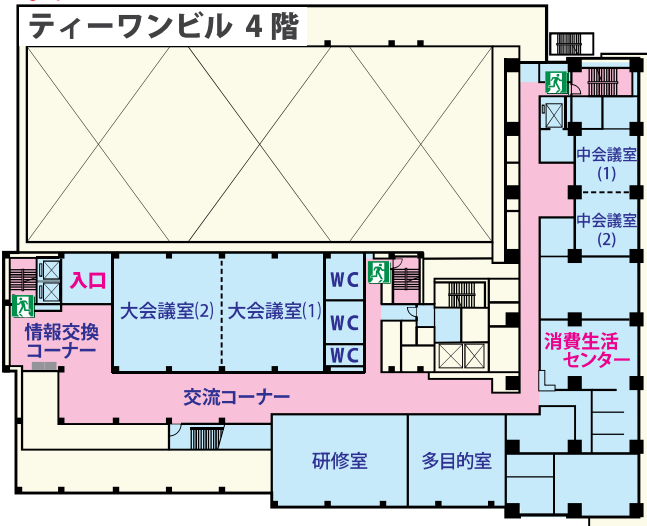 ティーワンビル 4階
中会議室
(1)
中会議室
(2)
入口
大会議室(2)
大会議室(1)
WC
WC
WC
情報交換
コーナー
消費生活
センター
交流コーナー
研修室
多目的室